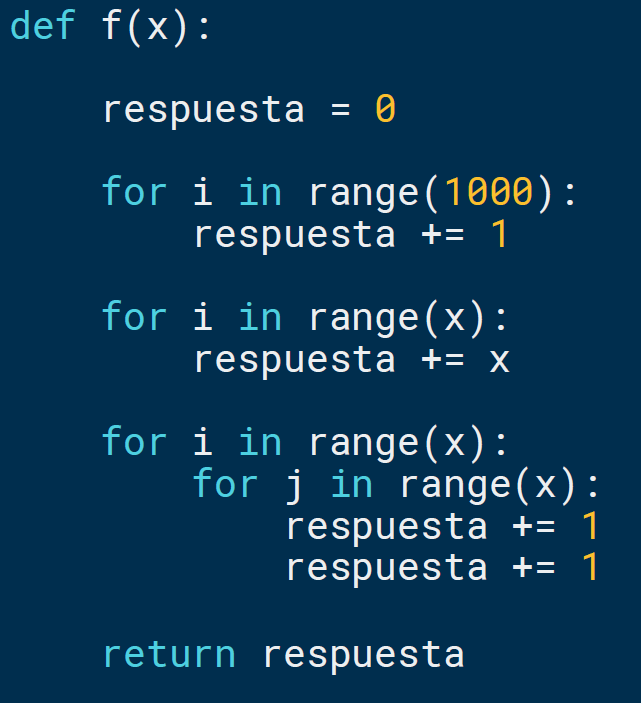 def f(x):
    respuesta = 0
    for i in range(1000):
        respuesta += 1
    for i in range(x):
        respuesta += x
    for i in range(x):
        for j in range(x):
            respuesta += 1
            respuesta += 1
    return respuesta